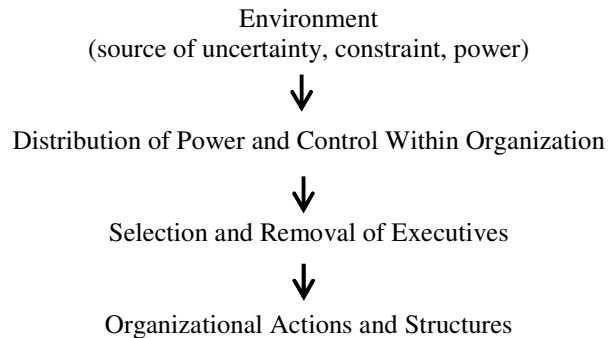 Environment
(source of uncertainty, constraint, power)
Distribution of Power and Control Within Organization
Selection and Removal of Executives
Organizational Actions and Structures